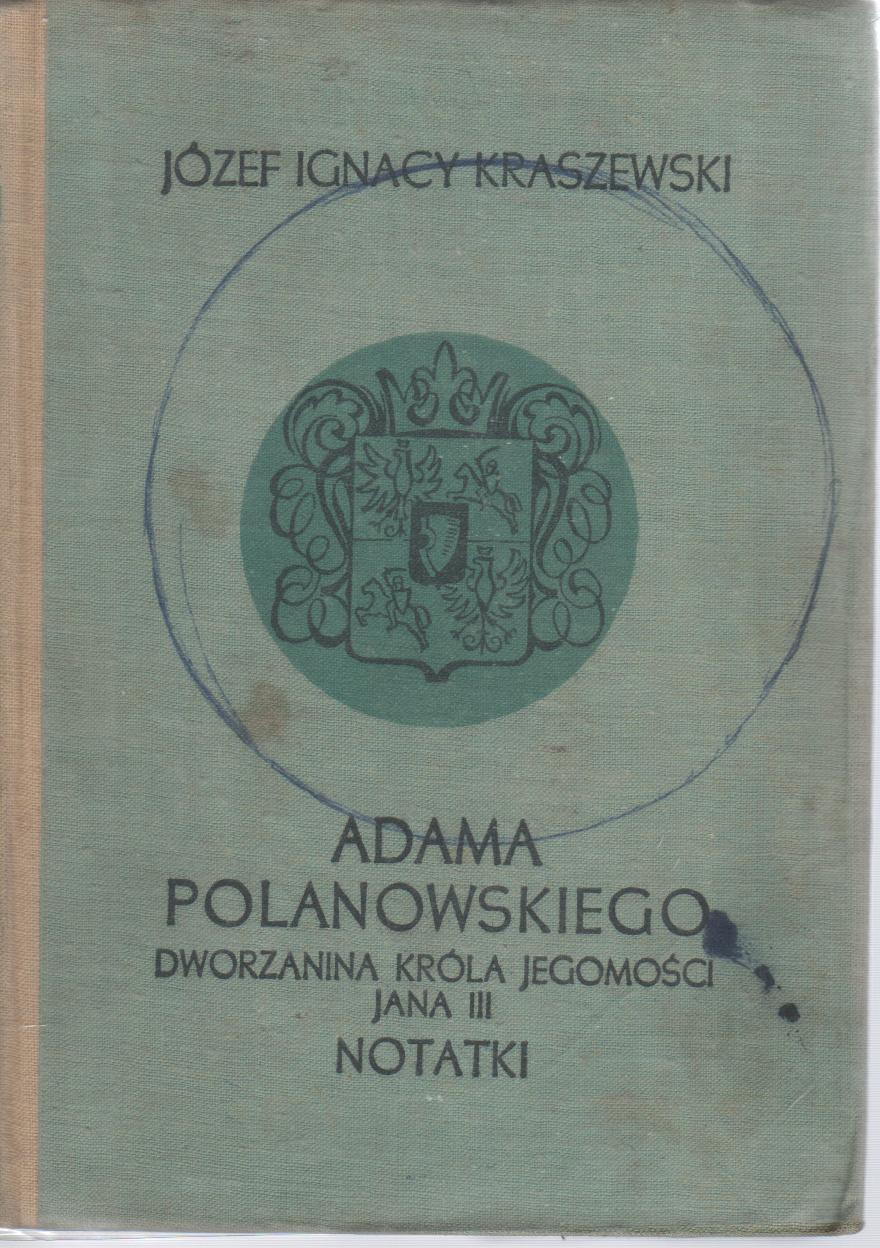 JÓZEF IGNACY KRASZEWSKI
ADAMA
POLANOWSKIEGO
DWORZANINA KRÓLA JEGOMOŚCI
JANA III
NOTATKI